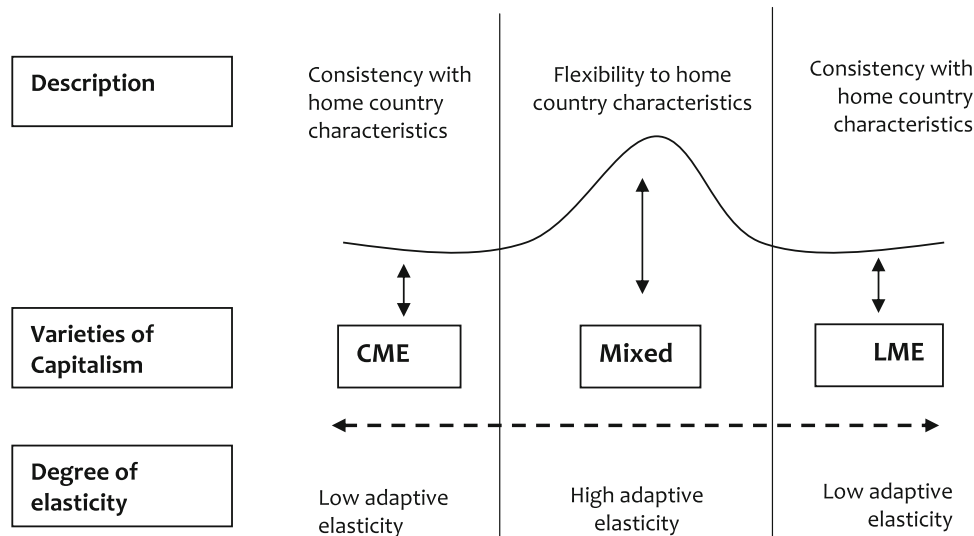 Description
Consistency with
home country
characteristics
Flexibility to home
country characteristics
Consistency with
home country
characteristics
Varieties of
Capitalism
CME
Mixed
LME
Degree of
elasticity
Low adaptive
elasticity
High adaptive
elasticity
Low adaptive
elasticity